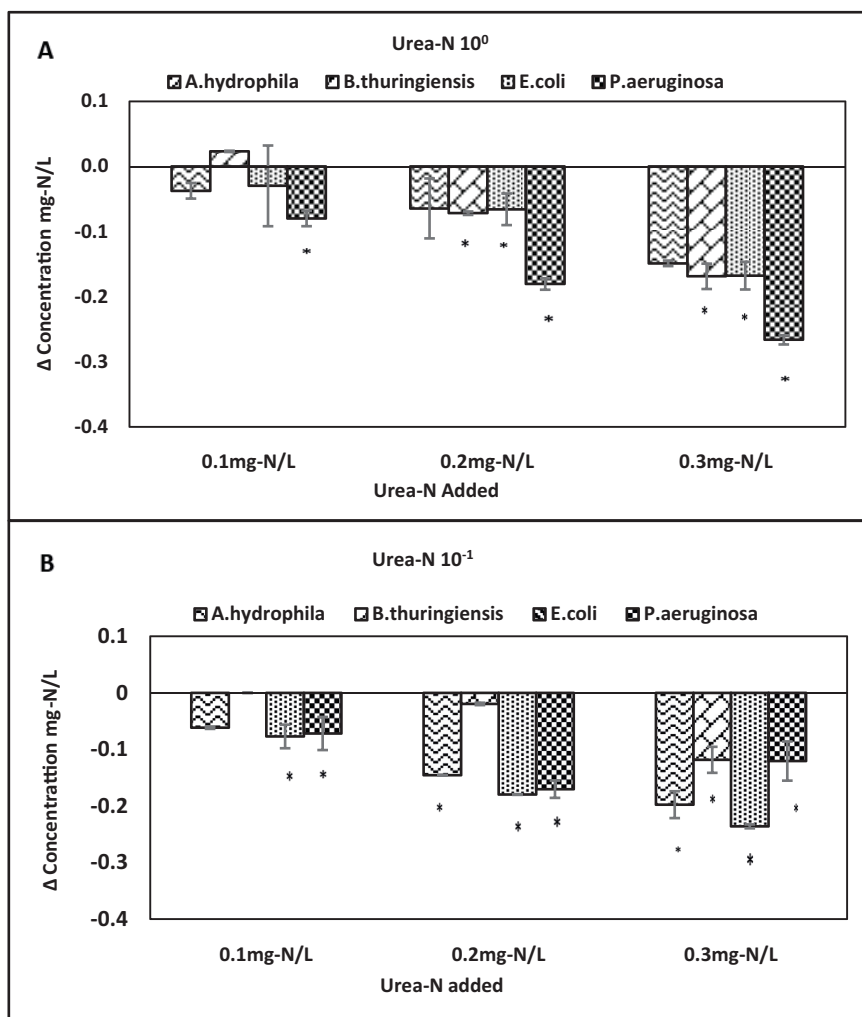 A
Urea-N 10⁰
A.hydrophila B.thuringiensis E.coli P.aeruginosa
0.1
0.0
-0.1
-0.2
-0.3
-0.4
Δ Concentration mg-N/L
* * * * * * *
0.1mg-N/L 0.2mg-N/L 0.3mg-N/L
Urea-N Added
B
Urea-N 10⁻¹
A.hydrophila B.thuringiensis E.coli P.aeruginosa
0.1
0
-0.1
-0.2
-0.3
-0.4
Δ Concentration mg-N/L
* * * * * * * * *
0.1mg-N/L 0.2mg-N/L 0.3mg-N/L
Urea-N added